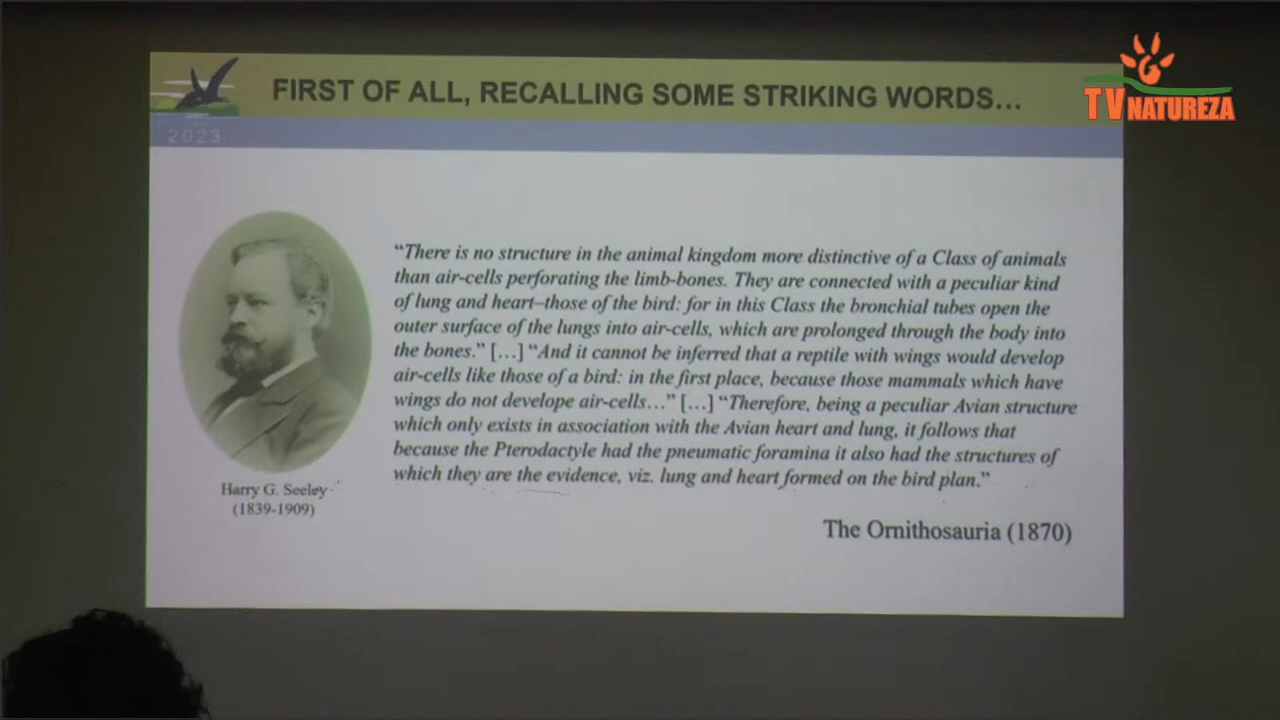 FIRST OF ALL, RECALLING SOME STRIKING WORDS...
TV NATUREZA
2023
“There is no structure in the animal kingdom more distinctive of a Class of animals
than air-cells perforating the limb-bones. They are connected with a peculiar kind
of lung and heart–those of the bird: for in this Class the bronchial tubes open the
outer surface of the lungs into air-cells, which are prolonged through the body into
the bones.” [...] “And it cannot be inferred that a reptile with wings would develop
air-cells like those of a bird: in the first place, because those mammals which have
wings do not develope air-cells...” [...] “Therefore, being a peculiar Avian structure
which only exists in association with the Avian heart and lung, it follows that
because the Pterodactyle had the pneumatic foramina it also had the structures of
which they are the evidence, viz. lung and heart formed on the bird plan.”
Harry G. Seeley
(1839-1909)
The Ornithosauria (1870)